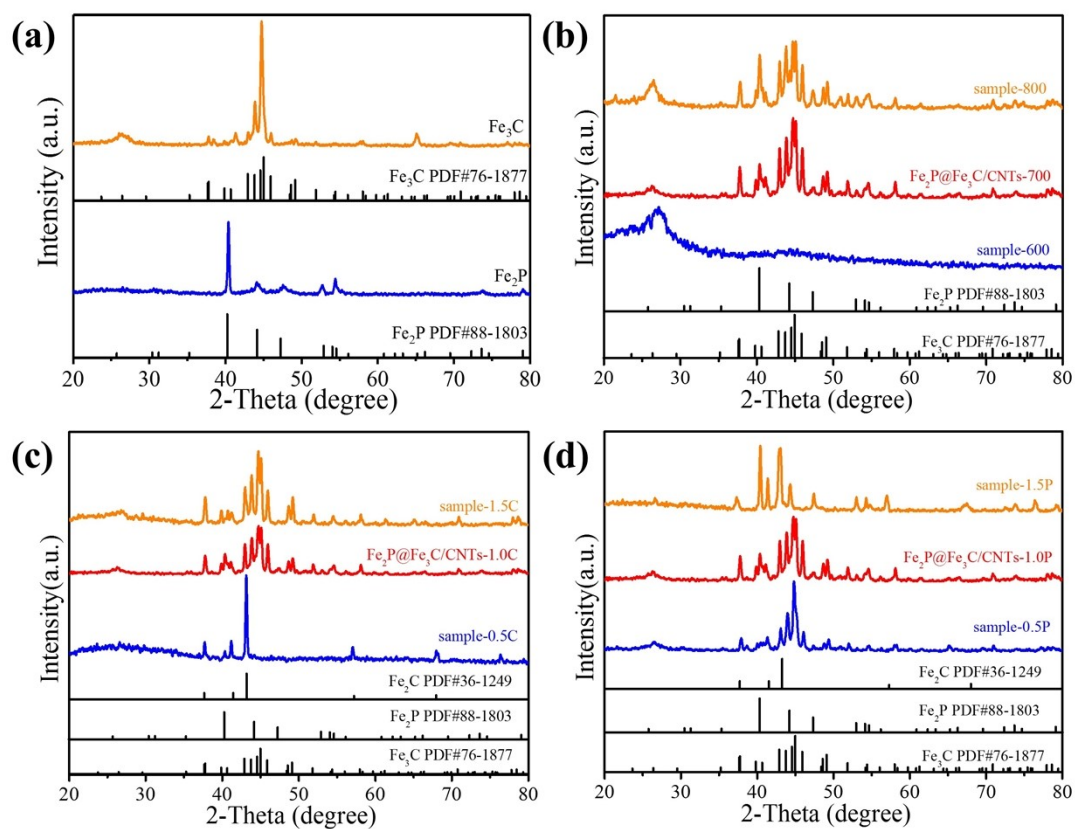 (a)
Intensity (a.u.)
Fe₃C
Fe₃C PDF#76-1877
Fe₂P
Fe₂P PDF#88-1803
20 30 40 50 60 70 80
2-Theta (degree)
(b)
Intensity (a.u.)
sample-800
Fe₂P@Fe₃C/CNTs-700
sample-600
Fe₂P PDF#88-1803
Fe₃C PDF#76-1877
20 30 40 50 60 70 80
2-Theta (degree)
(c)
Intensity(a.u.)
sample-1.5C
Fe₂P@Fe₃C/CNTs-1.0C
sample-0.5C
Fe₂C PDF#36-1249
Fe₂P PDF#88-1803
Fe₃C PDF#76-1877
20 30 40 50 60 70 80
2-Theta (degree)
(d)
Intensity(a.u.)
sample-1.5P
Fe₂P@Fe₃C/CNTs-1.0P
sample-0.5P
Fe₂C PDF#36-1249
Fe₂P PDF#88-1803
Fe₃C PDF#76-1877
20 30 40 50 60 70 80
2-Theta (degree)